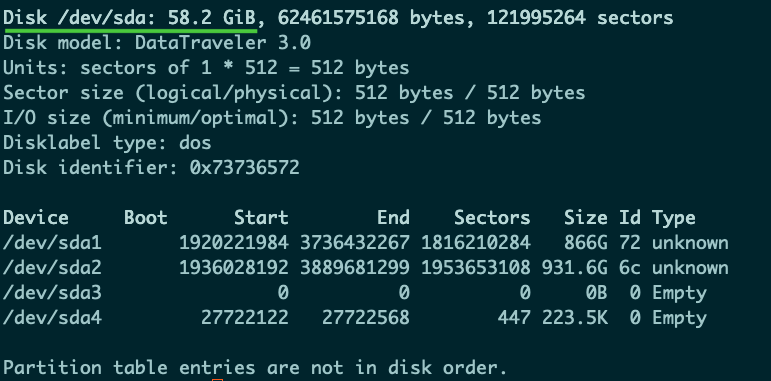 Disk /dev/sda: 58.2 GiB, 62461575168 bytes, 121995264 sectors
Disk model: DataTraveler 3.0
Units: sectors of 1 * 512 = 512 bytes
Sector size (logical/physical): 512 bytes / 512 bytes
I/O size (minimum/optimal): 512 bytes / 512 bytes
Disklabel type: dos
Disk identifier: 0x73736572
Device Boot Start End Sectors Size Id Type
/dev/sda1 1920221984 3736432267 1816210284 866G 72 unknown
/dev/sda2 1936028192 3889681299 1953653108 931.6G 6c unknown
/dev/sda3 0 0 0 0B 0 Empty
/dev/sda4 27722122 27722568 447 223.5K 0 Empty
Partition table entries are not in disk order.